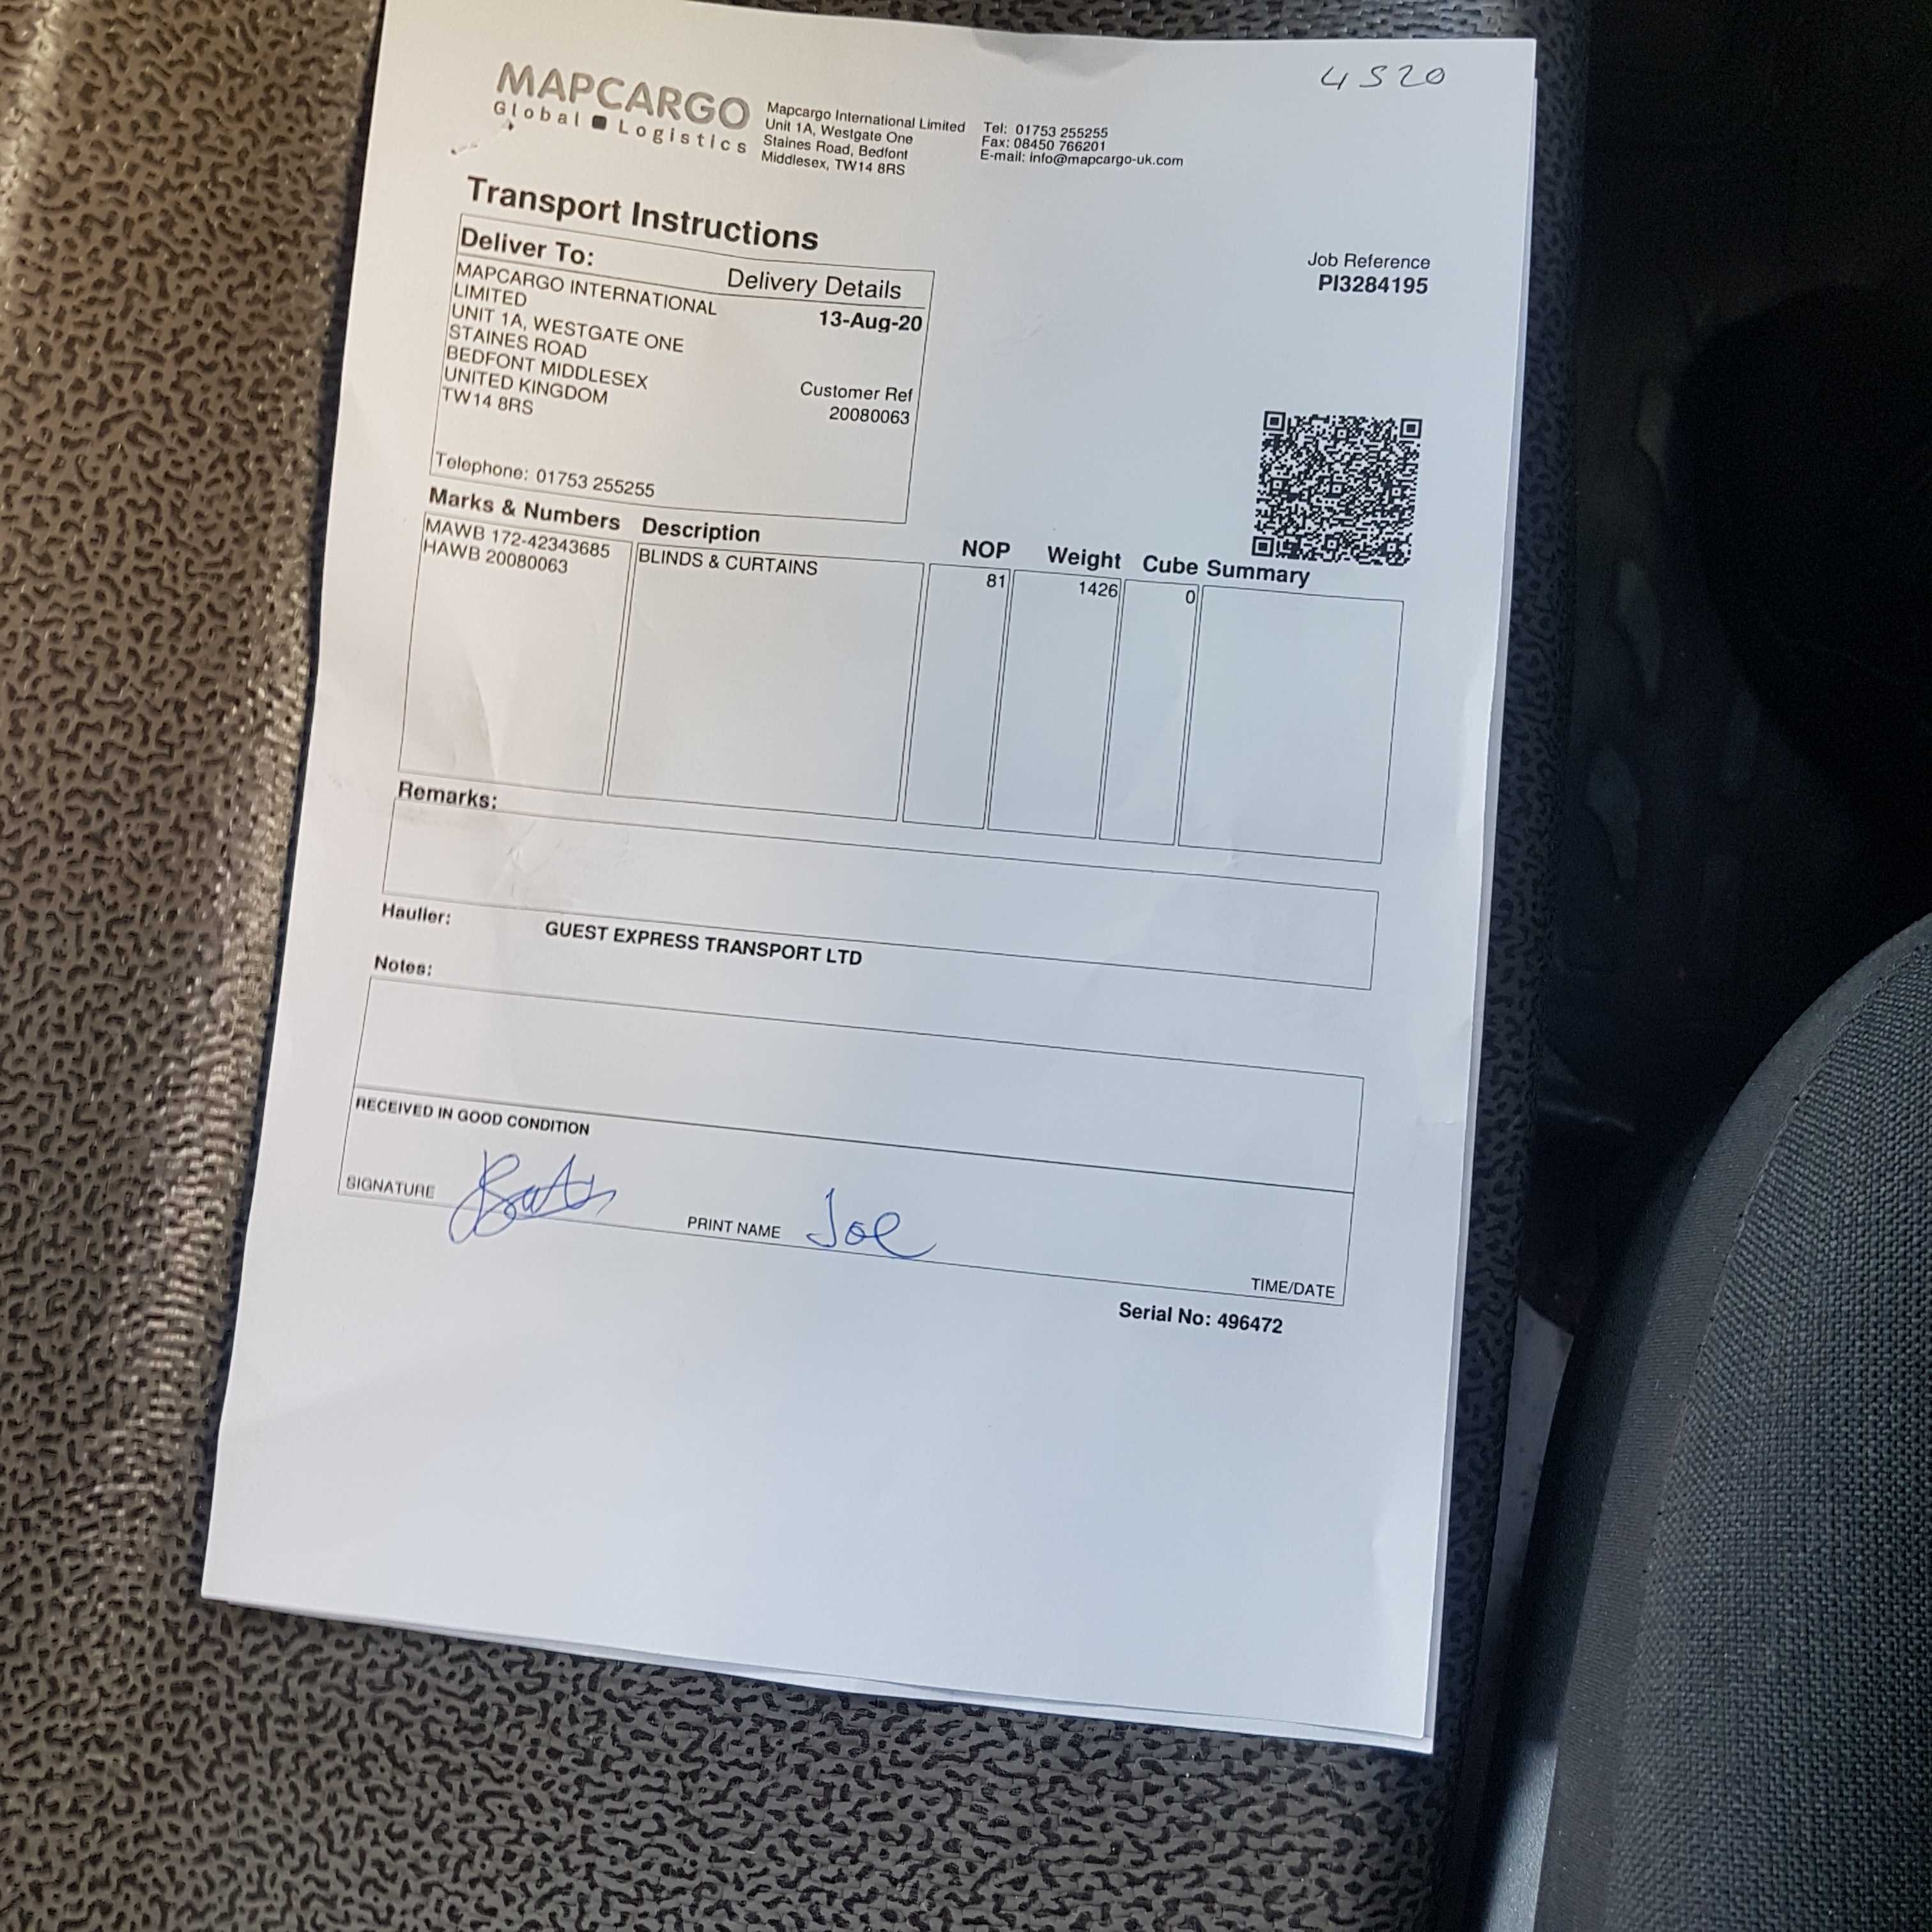 4520
MAPCARGO
Global Logistics
Mapcargo International Limited
Unit 1A, Westgate One
Staines Road, Bedfont
Middlesex, TW14 8RS
Tel: 01753 255255
Fax: 08450 766201
E-mail: info@mapcargo-uk.com
Transport Instructions
Job Reference
PI3284195
Deliver To:
Delivery Details
MAPCARGO INTERNATIONAL
LIMITED
UNIT 1A, WESTGATE ONE
STAINES ROAD
BEDFONT MIDDLESEX
UNITED KINGDOM
TW14 8RS
13-Aug-20
Customer Ref
20080063
Telephone: 01753 255255
Marks & Numbers Description NOP Weight Cube Summary
MAWB 172-42343685 BLINDS & CURTAINS 81 1426 0
HAWB 20080063
Remarks:
Haulier: GUEST EXPRESS TRANSPORT LTD
Notes:
RECEIVED IN GOOD CONDITION
SIGNATURE PRINT NAME Joe TIME/DATE
Serial No: 496472